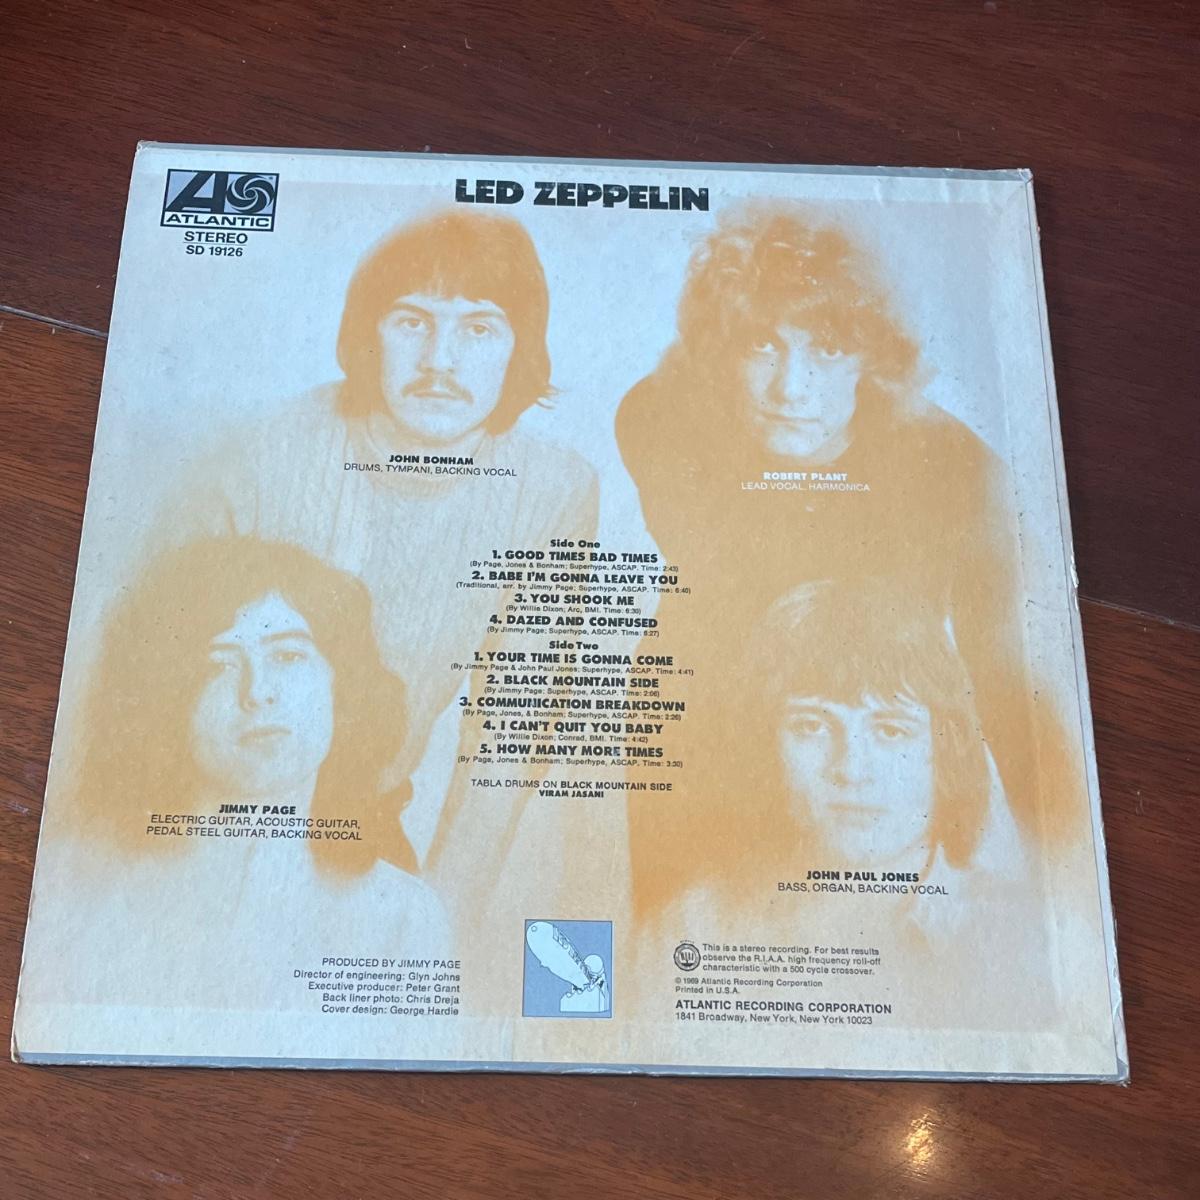 ATLANTIC
STEREO
SD 19126
LED ZEPPELIN
JOHN BONHAM
DRUMS, TYMPANI, BACKING VOCAL
ROBERT PLANT
LEAD VOCAL, HARMONICA
Side One
1. GOOD TIMES BAD TIMES
(By Page, Jones & Bonham; Superhype, ASCAP. Time: 2:43)
2. BABE I'M GONNA LEAVE YOU
(Traditional, arr. by Jimmy Page; Superhype, ASCAP. Time: 6:40)
3. YOU SHOOK ME
(By Willie Dixon; Arc, BMI. Time: 6:30)
4. DAZED AND CONFUSED
(By Jimmy Page; Superhype, ASCAP. Time: 6:27)
Side Two
1. YOUR TIME IS GONNA COME
(By Jimmy Page & John Paul Jones; Superhype, ASCAP. Time: 4:41)
2. BLACK MOUNTAIN SIDE
(By Jimmy Page; Superhype, ASCAP. Time: 2:06)
3. COMMUNICATION BREAKDOWN
(By Page, Jones, & Bonham; Superhype, ASCAP. Time: 2:26)
4. I CAN'T QUIT YOU BABY
(By Willie Dixon; Conrad, BMI. Time: 4:42)
5. HOW MANY MORE TIMES
(By Page, Jones & Bonham; Superhype, ASCAP. Time: 3:30)
TABLA DRUMS ON BLACK MOUNTAIN SIDE
VIRAM JASANI
JIMMY PAGE
ELECTRIC GUITAR, ACOUSTIC GUITAR,
PEDAL STEEL GUITAR, BACKING VOCAL
JOHN PAUL JONES
BASS, ORGAN, BACKING VOCAL
PRODUCED BY JIMMY PAGE
Director of engineering: Glyn Johns
Executive producer: Peter Grant
Back liner photo: Chris Dreja
Cover design: George Hardie
This is a stereo recording. For best results
observe the R.I.A.A. high frequency roll-off
characteristic with a 500 cycle crossover.
© 1969 Atlantic Recording Corporation
Printed in U.S.A.
ATLANTIC RECORDING CORPORATION
1841 Broadway, New York, New York 10023